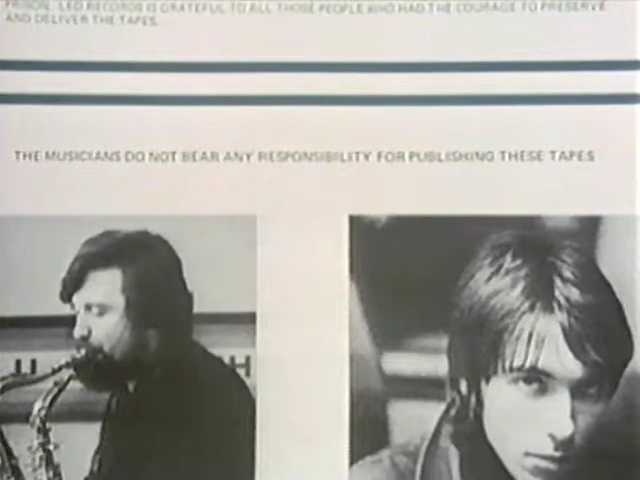 PRISON. LEO RECORDS IS GRATEFUL TO ALL THOSE PEOPLE WHO HAD THE COURAGE TO PRESERVE
AND DELIVER THE TAPES.
THE MUSICIANS DO NOT BEAR ANY RESPONSIBILITY FOR PUBLISHING THESE TAPES
H